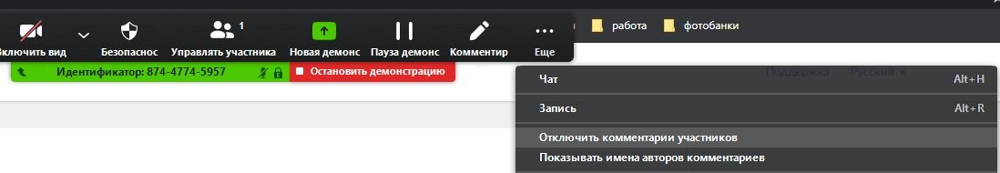 1
работа фотобанки
Включить вид Безопаснос Управлять участника Новая демонс Пауза демонс Комментир Еще
Идентификатор: 874-4774-5957 Остановить демонстрацию
Поддержка Русский
Чат Alt+H
Запись Alt+R
Отключить комментарии участников
Показывать имена авторов комментариев